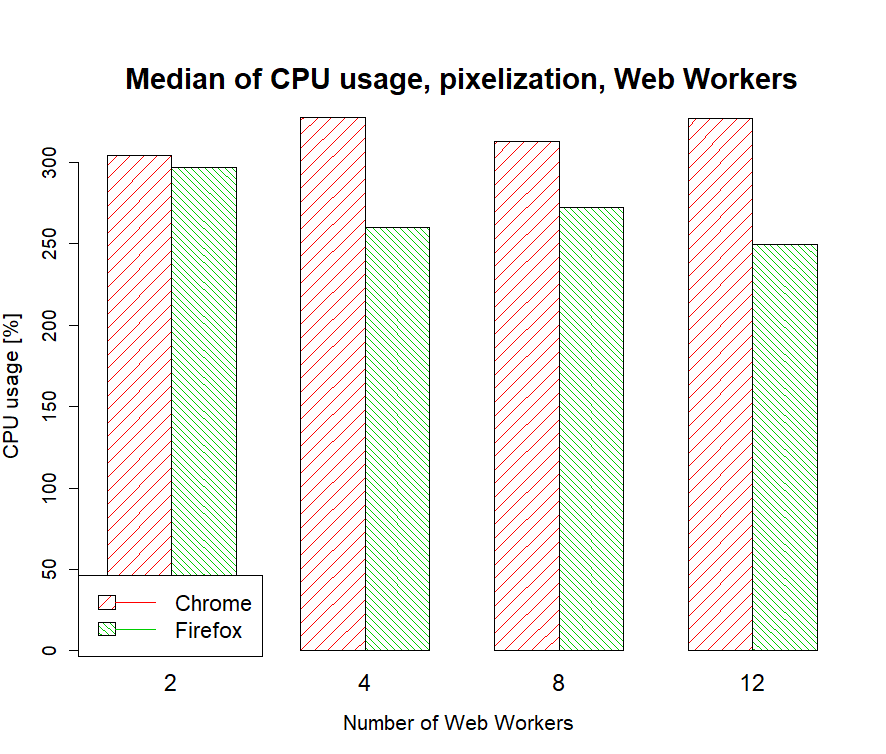 Median of CPU usage, pixelization, Web Workers
CPU usage [%]
300
250
200
150
100
50
0
Chrome
Firefox
2 4 8 12
Number of Web Workers